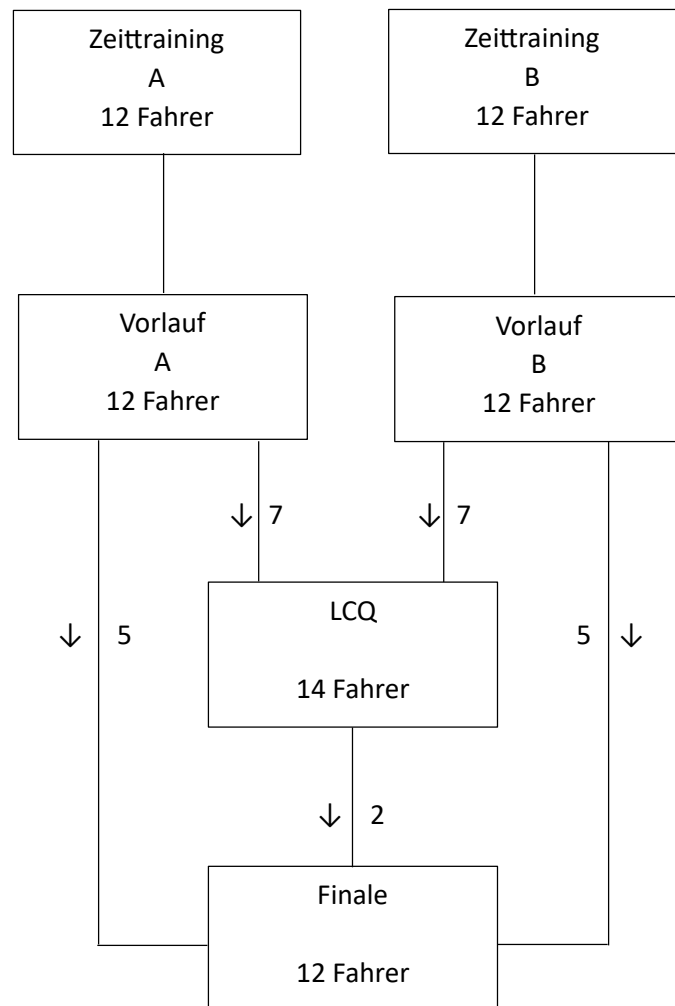 Zeittraining
A
12 Fahrer
Zeittraining
B
12 Fahrer
Vorlauf
A
12 Fahrer
Vorlauf
B
12 Fahrer
↓ 7
↓ 7
↓ 5
5 ↓
LCQ
14 Fahrer
↓ 2
Finale
12 Fahrer